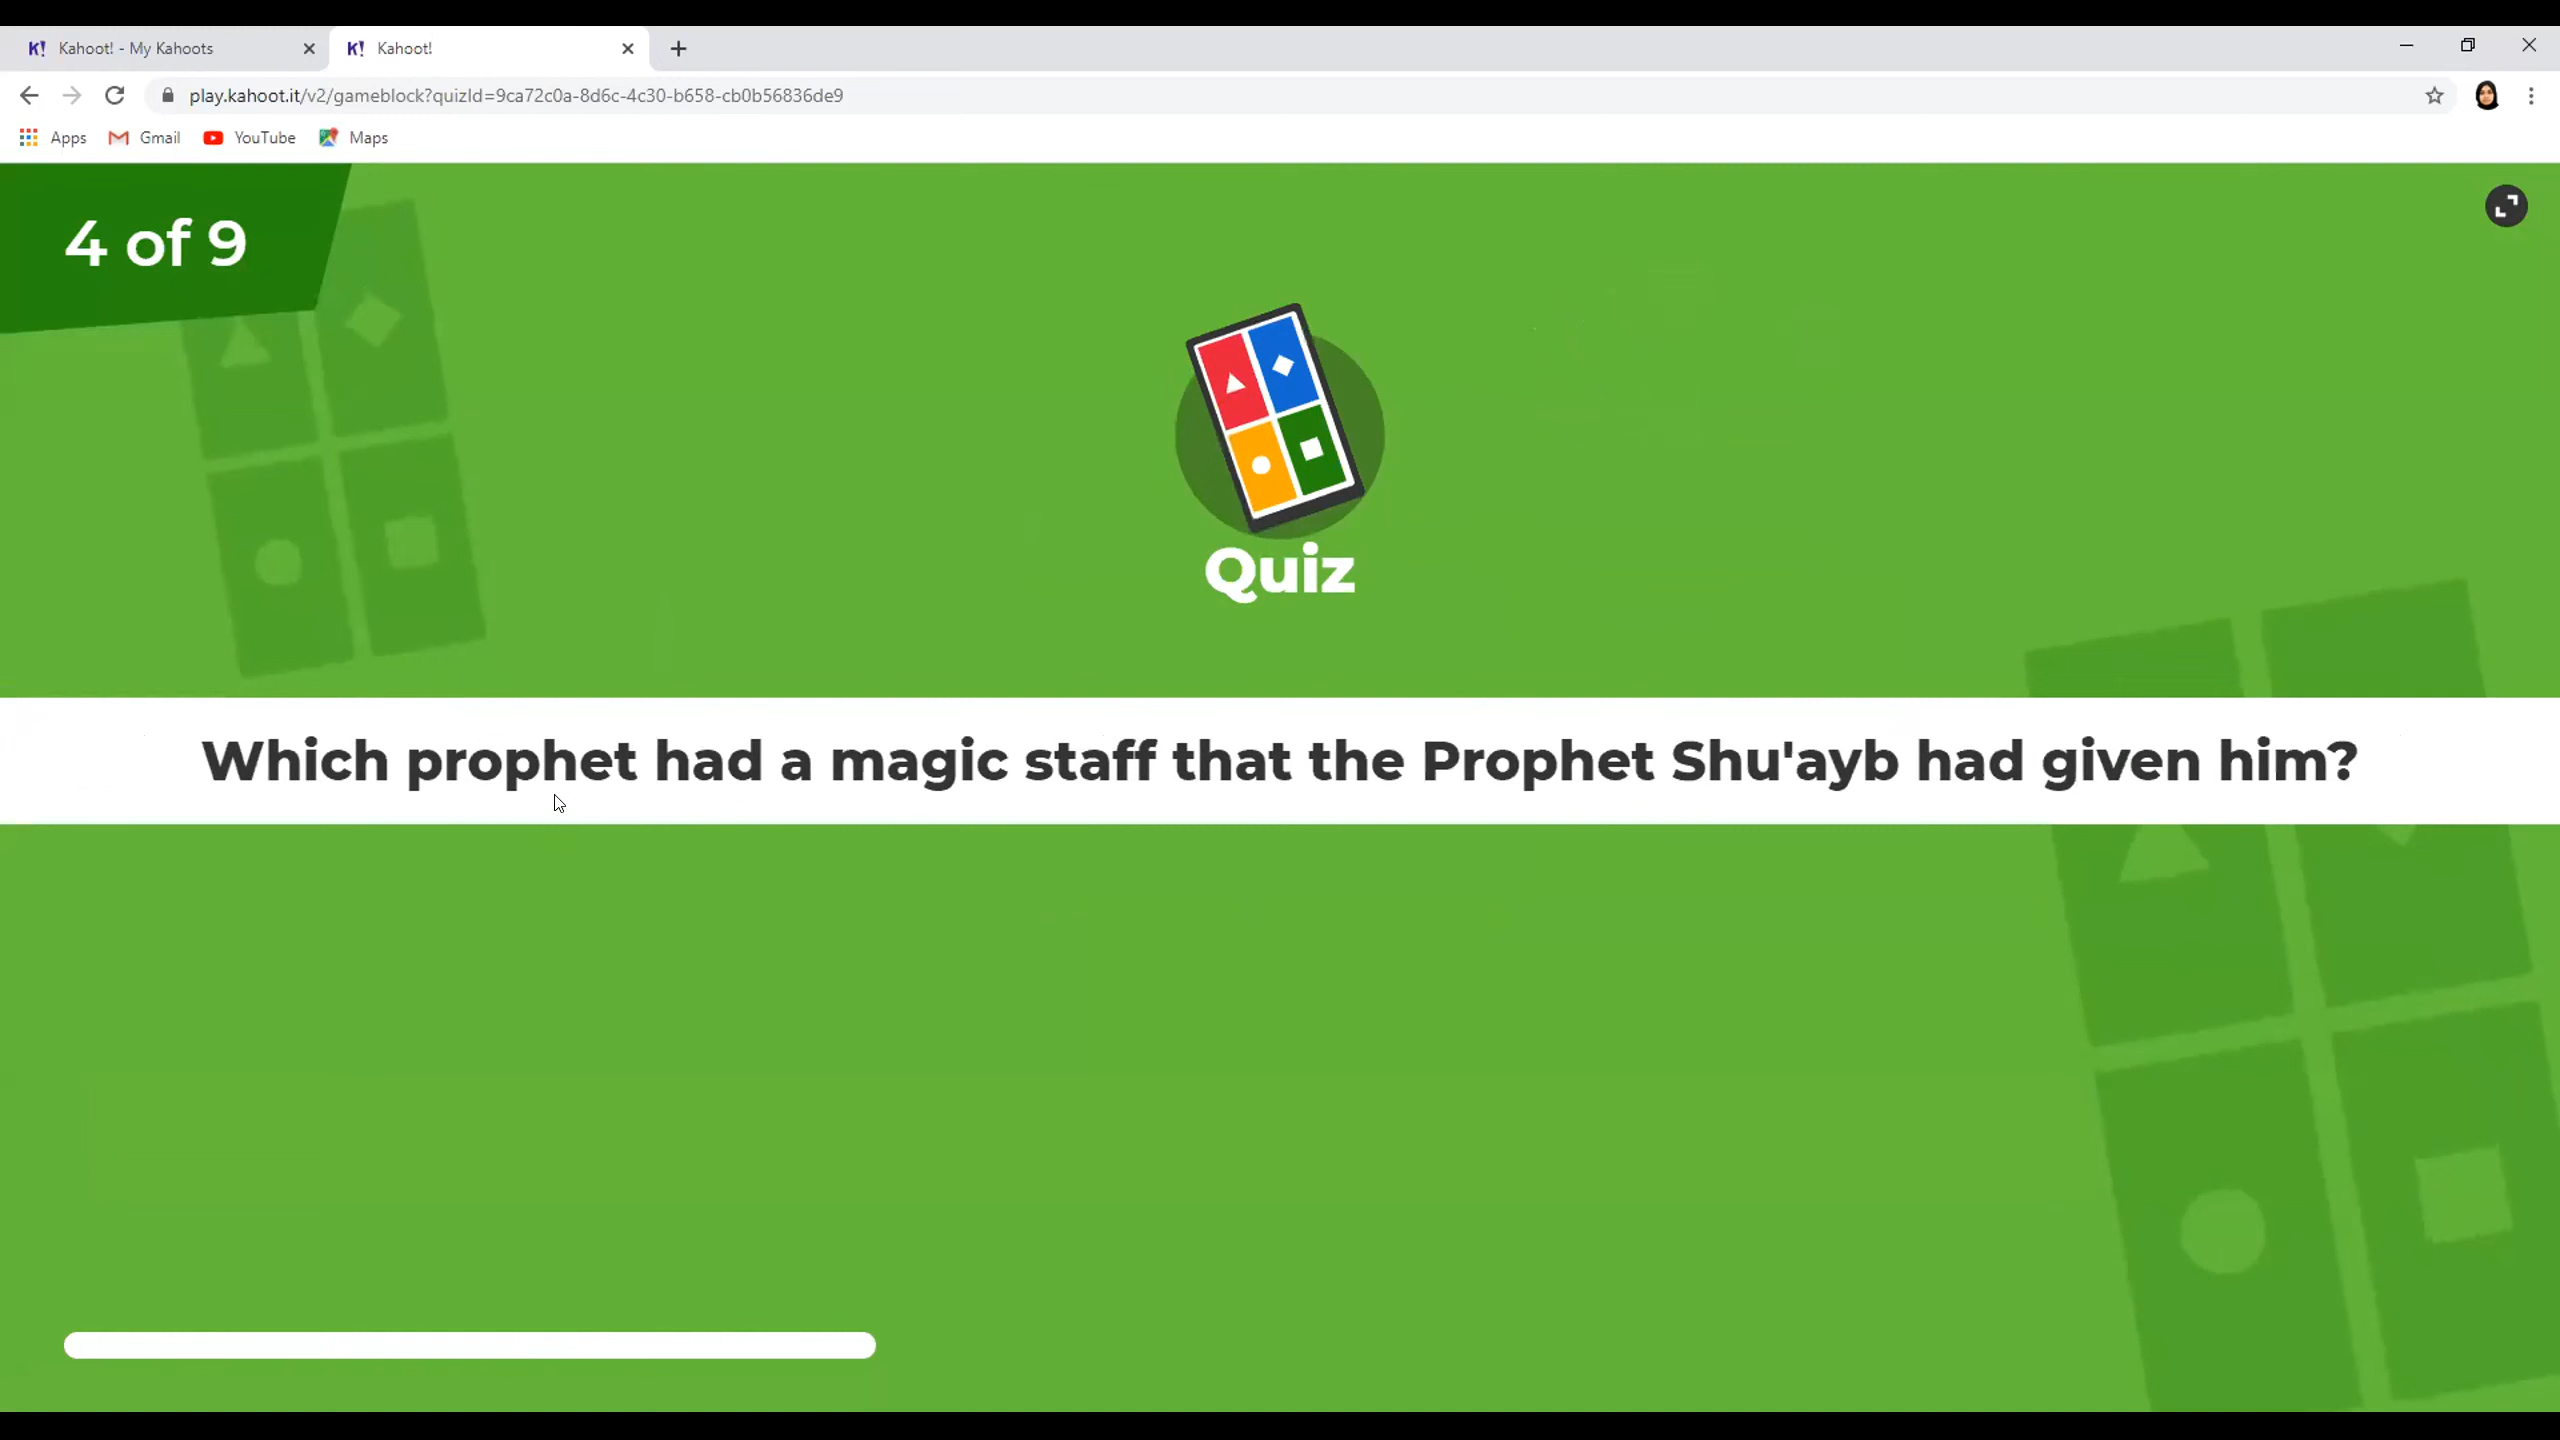 Kahoot! - My Kahoots
Kahoot!
play.kahoot.it/v2/gameblock?quizId=9ca72c0a-8d6c-4c30-b658-cb0b56836de9
Apps
Gmail
YouTube
Maps
4 of 9
Quiz
Which prophet had a magic staff that the Prophet Shu'ayb had given him?